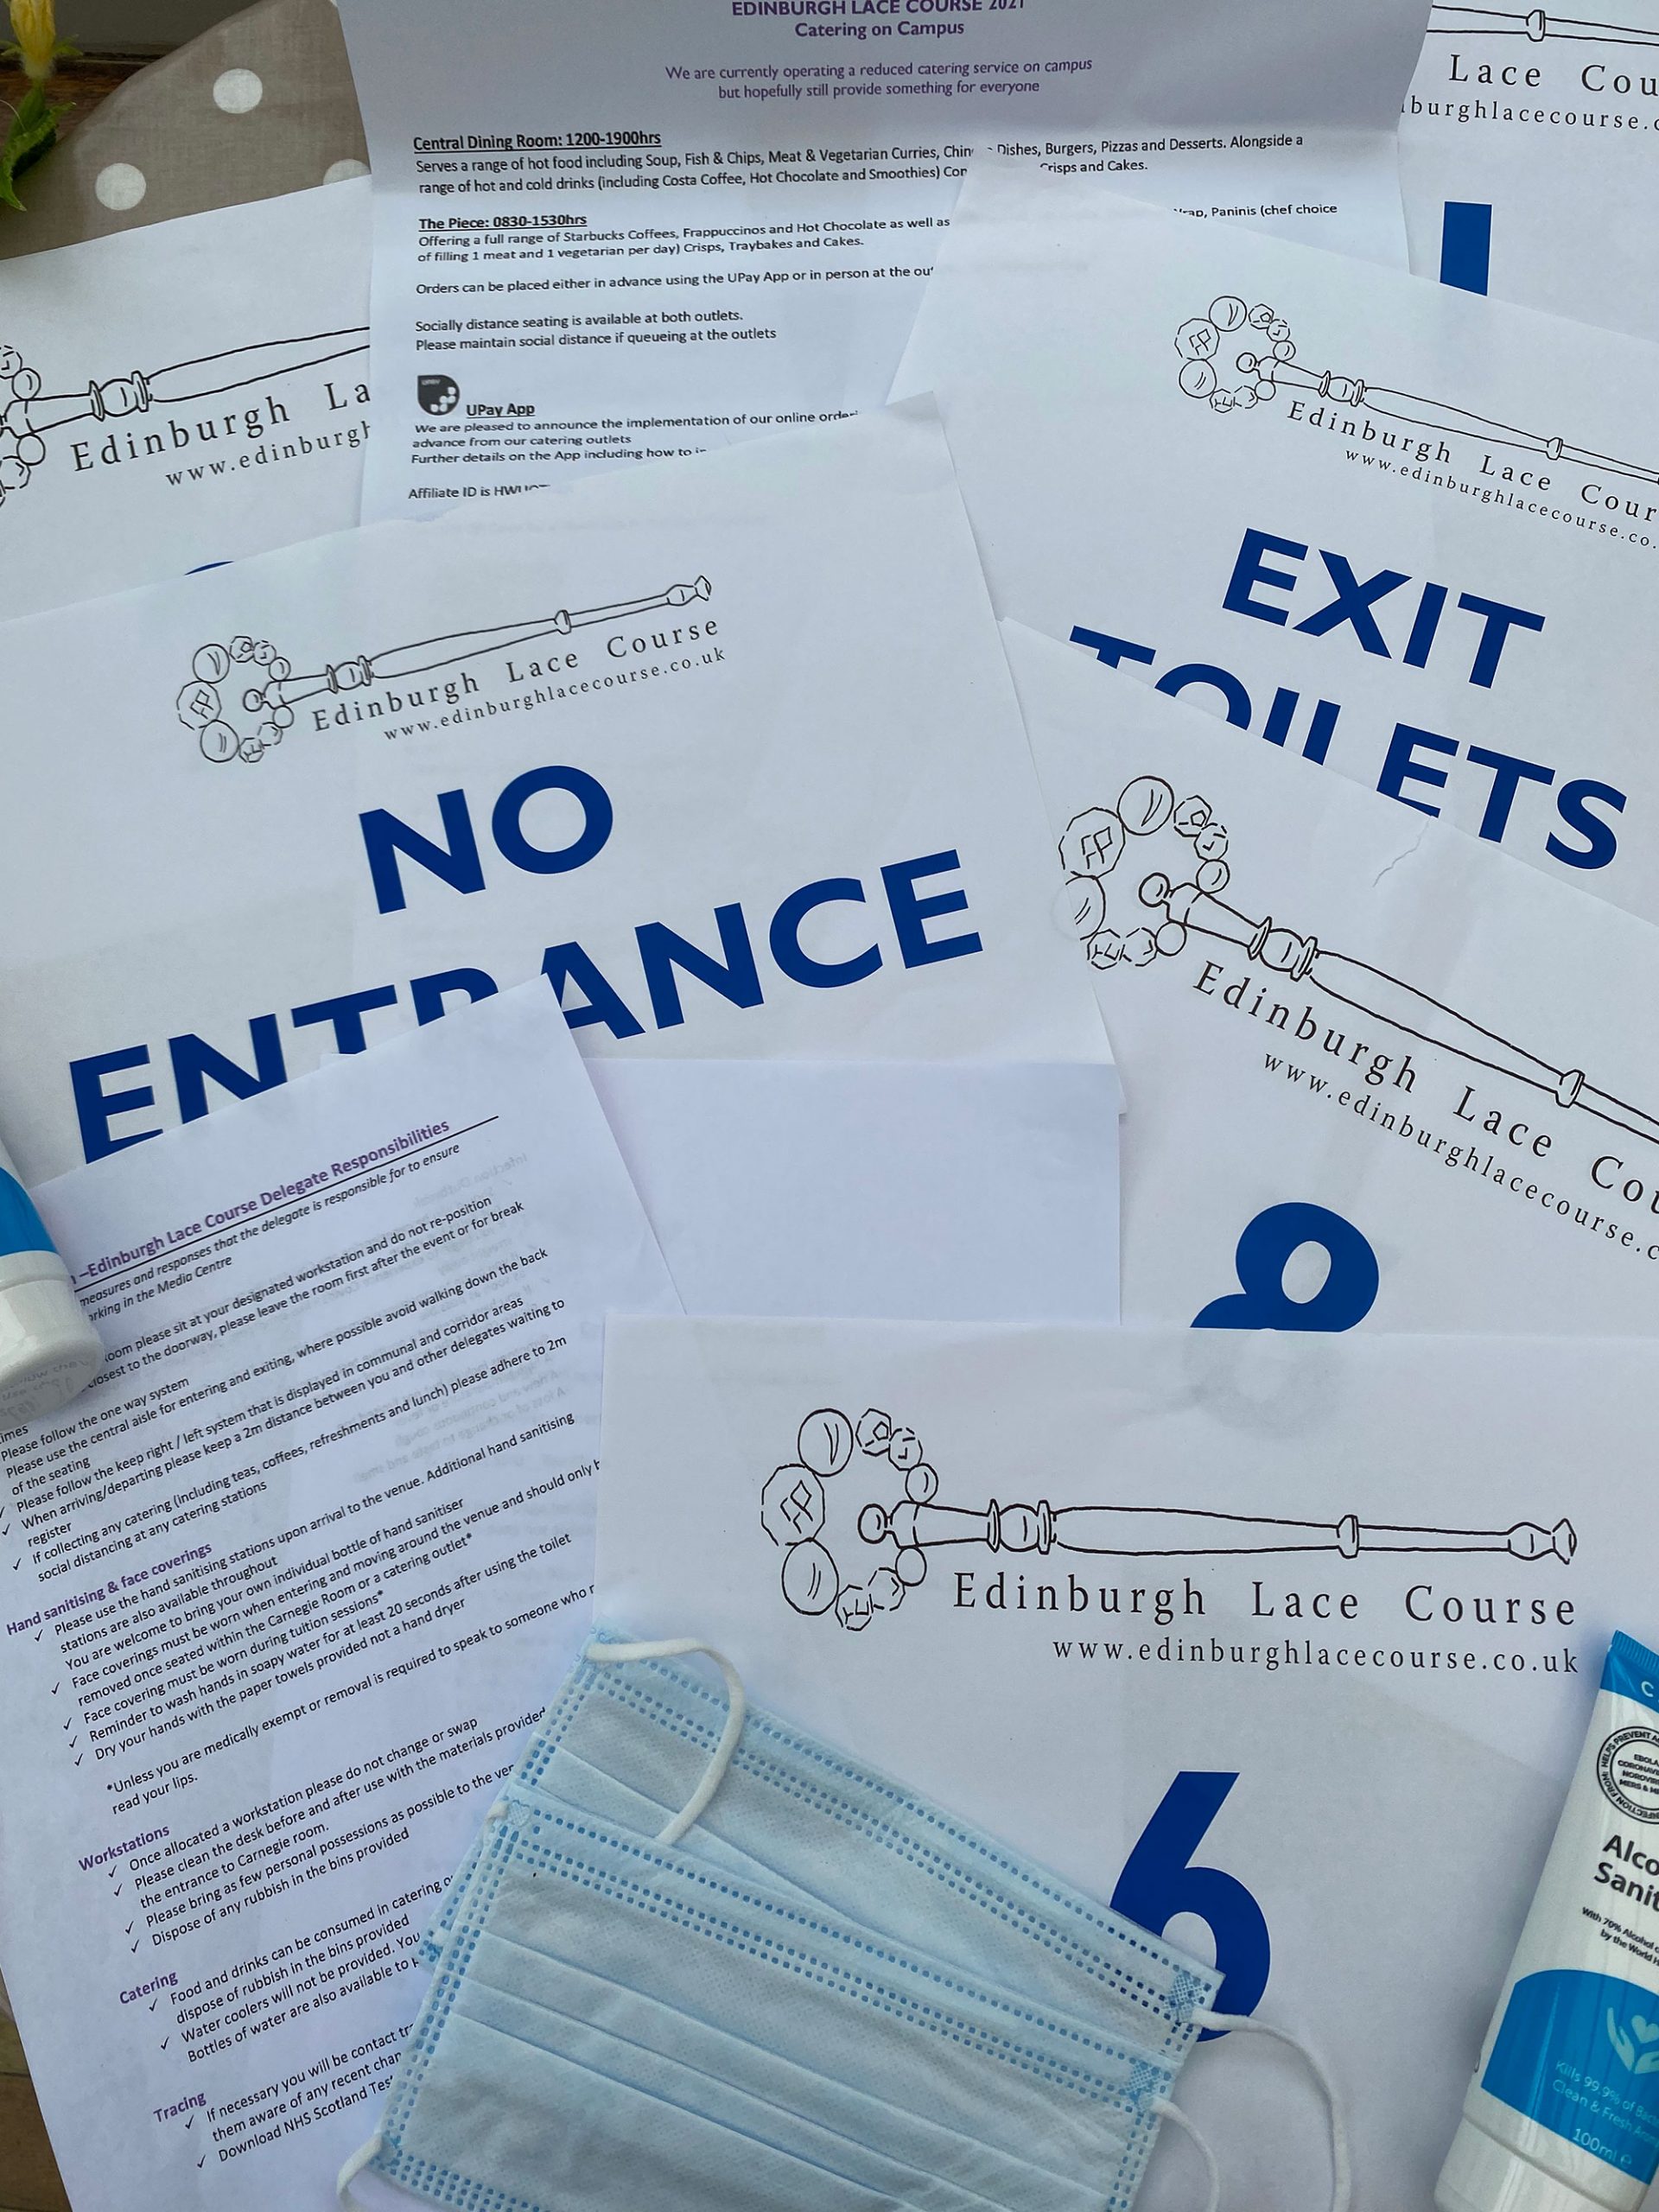 EDINBURGH LACE COURSE 2021
Catering on Campus
We are currently operating a reduced catering service on campus
but hopefully still provide something for everyone
Central Dining Room: 1200-1900hrs
Serves a range of hot food including Soup, Fish & Chips, Meat & Vegetarian Curries, Dishes, Burgers, Pizzas and Desserts. Alongside a
range of hot and cold drinks (including Costa Coffee, Hot Chocolate and Smoothies) Crisps and Cakes.
The Piece: 0830-1530hrs
Offering a full range of Starbucks Coffees, Frappuccinos and Hot Chocolate as well as Paninis (chef choice
of filling 1 meat and 1 vegetarian per day) Crisps, Traybakes and Cakes.
Orders can be placed either in advance using the UPay App or in person at the
Socially distance seating is available at both outlets.
Please maintain social distance if queueing at the outlets
UPay App
We are pleased to announce the implementation of our online
advance from our catering outlets
Further details on the App including how to
Affiliate ID is
Lace Cou
burghlacecourse.c
Edinburgh La
www.edinburgh
Edinburgh Lace Cour
www.edinburghlacecourse.co.
EXIT
TOILETS
Edinburgh Lace Course
www.edinburghlacecourse.co.uk
NO
ENTRANCE
Edinburgh Lace Cou
www.edinburghlacecourse.c
8
–Edinburgh Lace Course Delegate Responsibilities
measures and responses that the delegate is responsible for to ensure
in the Media Centre
room please sit at your designated workstation and do not re-position
closest to the doorway, please leave the room first after the event or for break
times
Please follow the one way system
Please use the central aisle for entering and exiting, where possible avoid walking down the back
of the seating
✓ Please follow the keep right / left system that is displayed in communal and corridor areas
✓ When arriving/departing please keep a 2m distance between you and other delegates waiting to
register
✓ If collecting any catering (including teas, coffees, refreshments and lunch) please adhere to 2m
social distancing at any catering stations
Hand sanitising & face coverings
✓ Please use the hand sanitising stations upon arrival to the venue. Additional hand sanitising
stations are also available throughout
You are welcome to bring your own individual bottle of hand sanitiser
✓ Face coverings must be worn when entering and moving around the venue and should only
removed once seated within the Carnegie Room or a catering outlet*
✓ Face covering must be worn during tuition sessions*
✓ Reminder to wash hands in soapy water for at least 20 seconds after using the toilet
✓ Dry your hands with the paper towels provided not a hand dryer
*Unless you are medically exempt or removal is required to speak to someone who
read your lips.
Workstations
✓ Once allocated a workstation please do not change or swap
✓ Please clean the desk before and after use with the materials provided
the entrance to Carnegie room.
✓ Please bring as few personal possessions as possible to the
✓ Dispose of any rubbish in the bins provided
Catering
✓ Food and drinks can be consumed in catering
dispose of rubbish in the bins provided
✓ Water coolers will not be provided. You
Bottles of water are also available to
Tracing
✓ If necessary you will be contact
them aware of any recent
✓ Download NHS Scotland
Edinburgh Lace Course
www.edinburghlacecourse.co.uk
6
Alco
Sanit
With 70% Alcohol
by the World
Kills 99.9% of
Clean & Fresh
100ml e